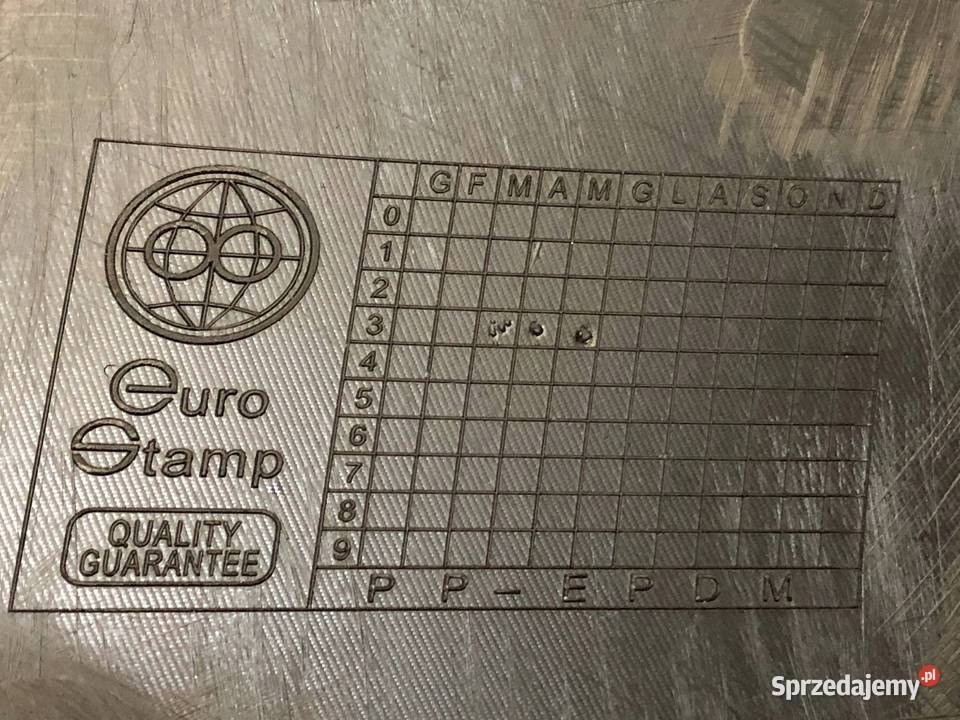 G F M A M G L A S O N D
0
1
2
3
4
5
6
7
8
9
euro
Stamp
QUALITY
GUARANTEE
P P - E P D M
Sprzedajemy.pl